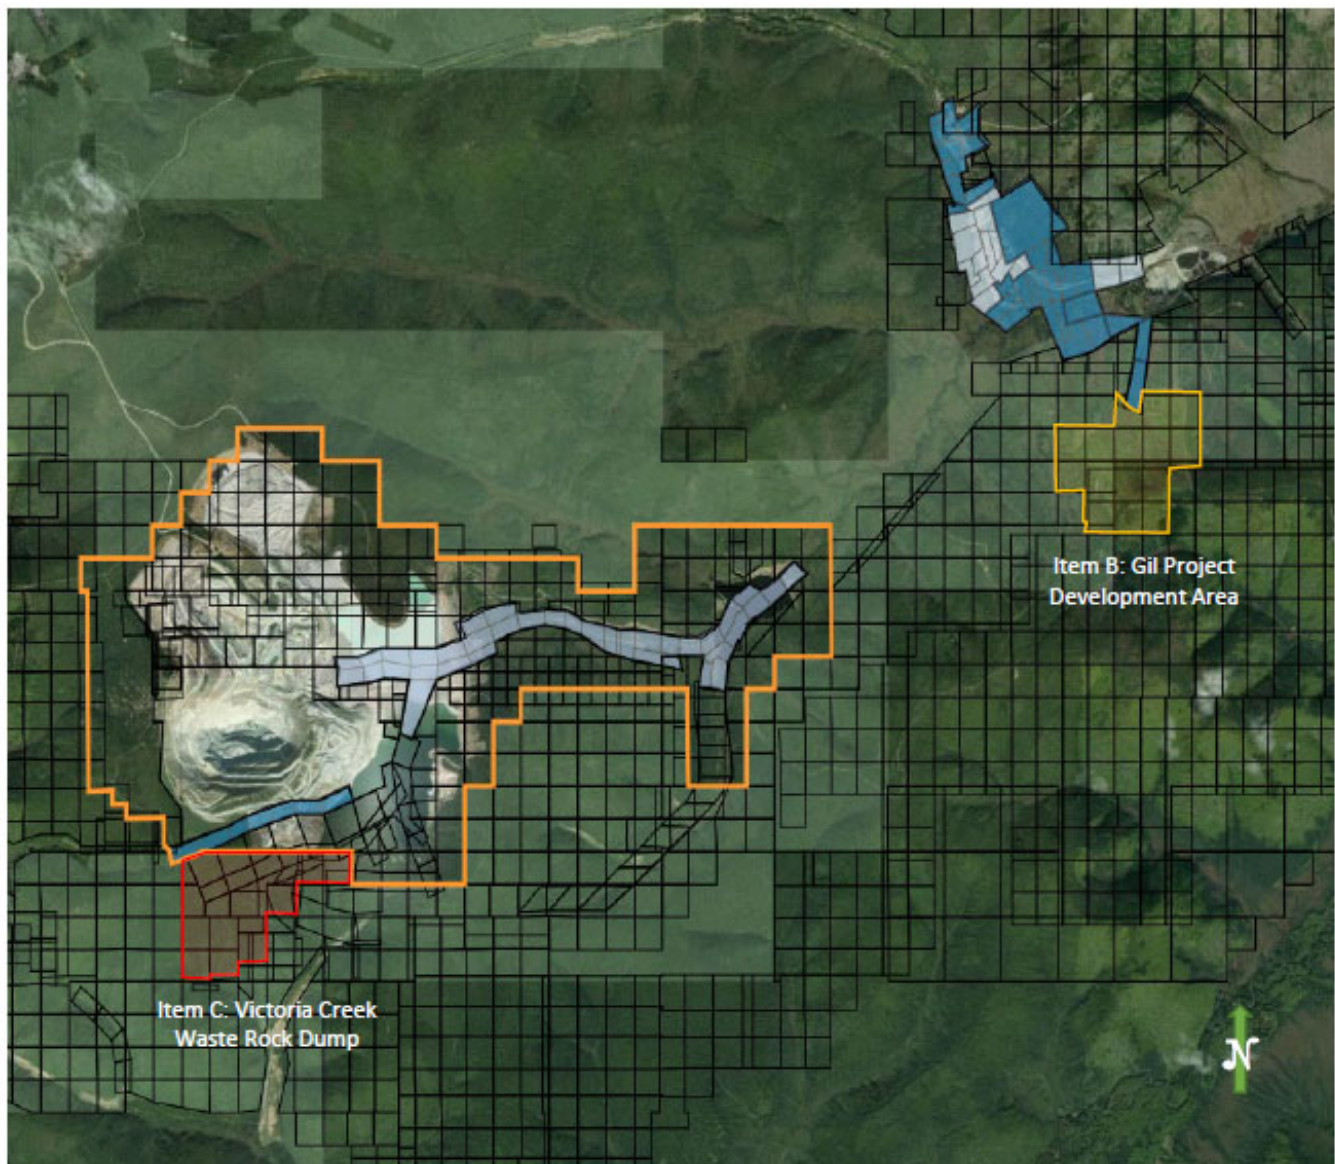 Item B: Gil Project
Development Area
Item C: Victoria Creek
Waste Rock Dump
N